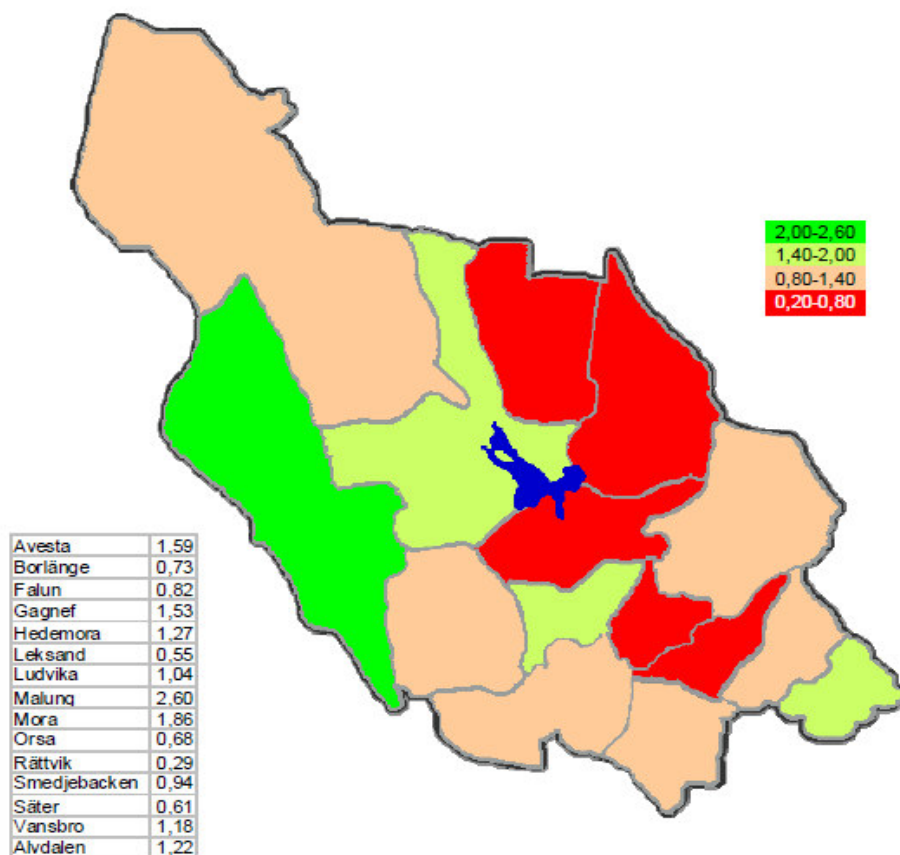 2,00-2,60
1,40-2,00
0,80-1,40
0,20-0,80
Avesta 1,59
Borlänge 0,73
Falun 0,82
Gagnef 1,53
Hedemora 1,27
Leksand 0,55
Ludvika 1,04
Malung 2,60
Mora 1,86
Orsa 0,68
Rättvik 0,29
Smedjebacken 0,94
Säter 0,61
Vansbro 1,18
Alvdalen 1,22